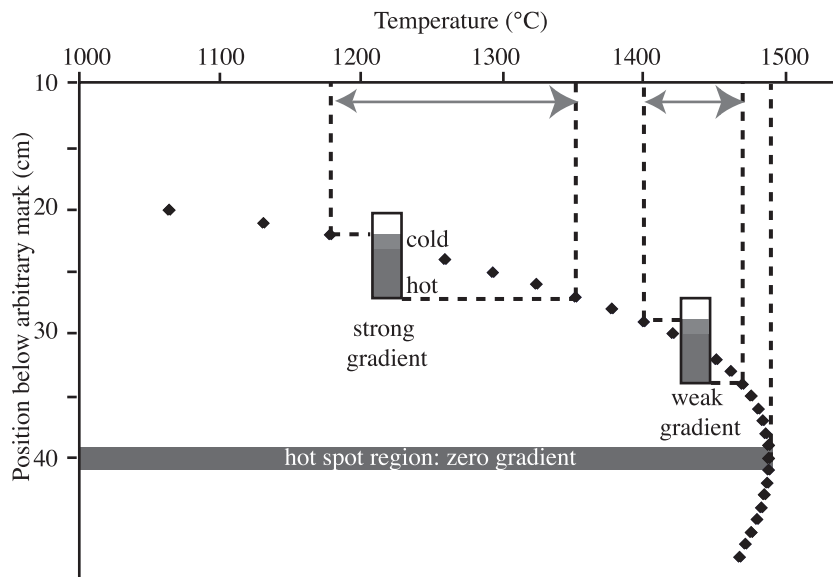 Temperature (°C)
1000 1100 1200 1300 1400 1500
Position below arbitrary mark (cm)
10
20
30
40
cold
hot
strong
gradient
weak
gradient
hot spot region: zero gradient